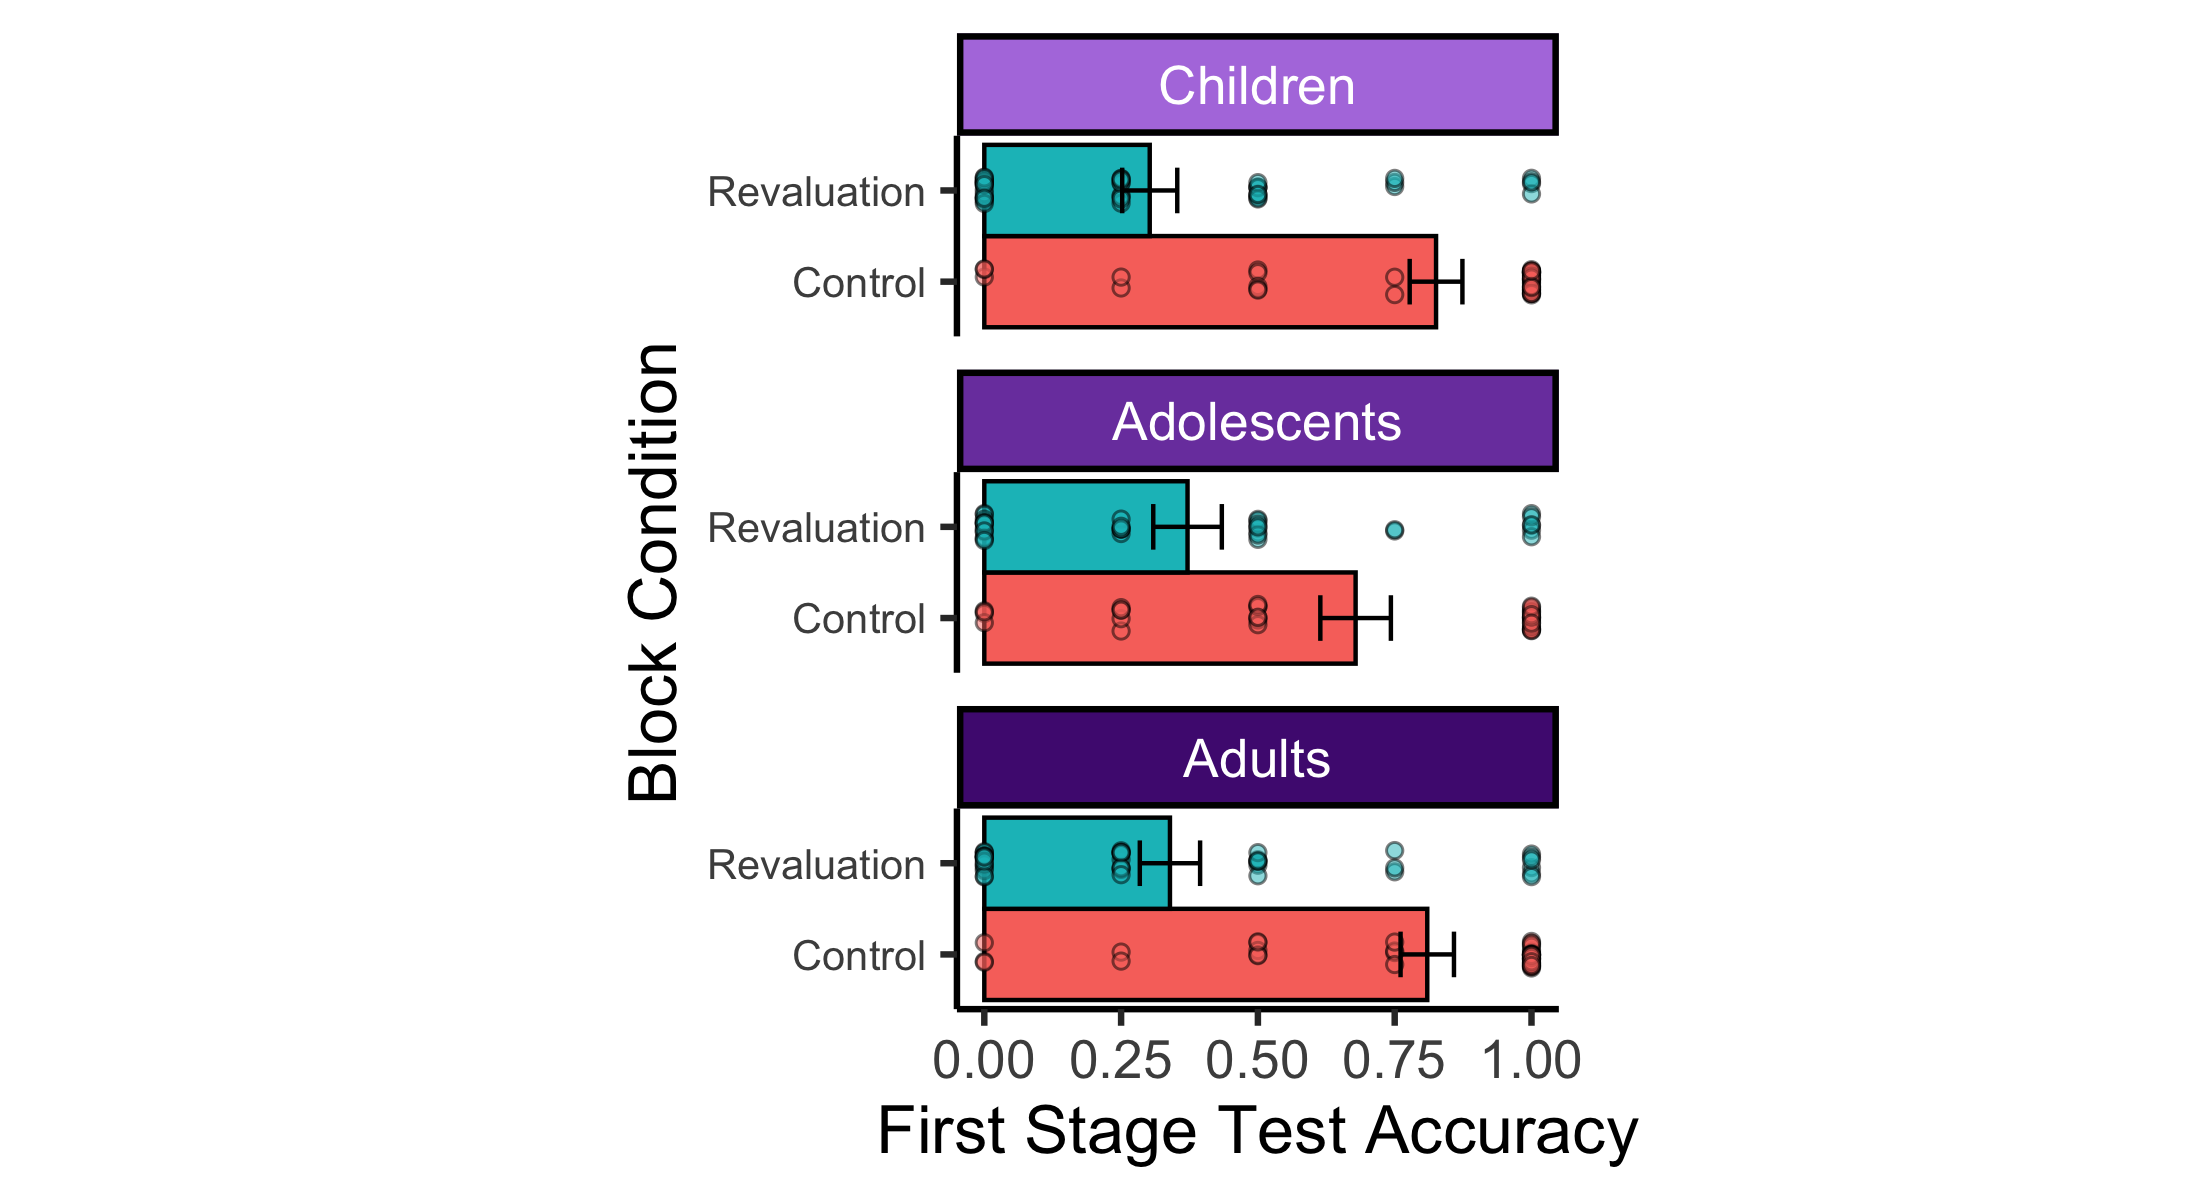 Children
Revaluation
Control
Adolescents
Revaluation
Control
Adults
Revaluation
Control
Block Condition
0.00 0.25 0.50 0.75 1.00
First Stage Test Accuracy